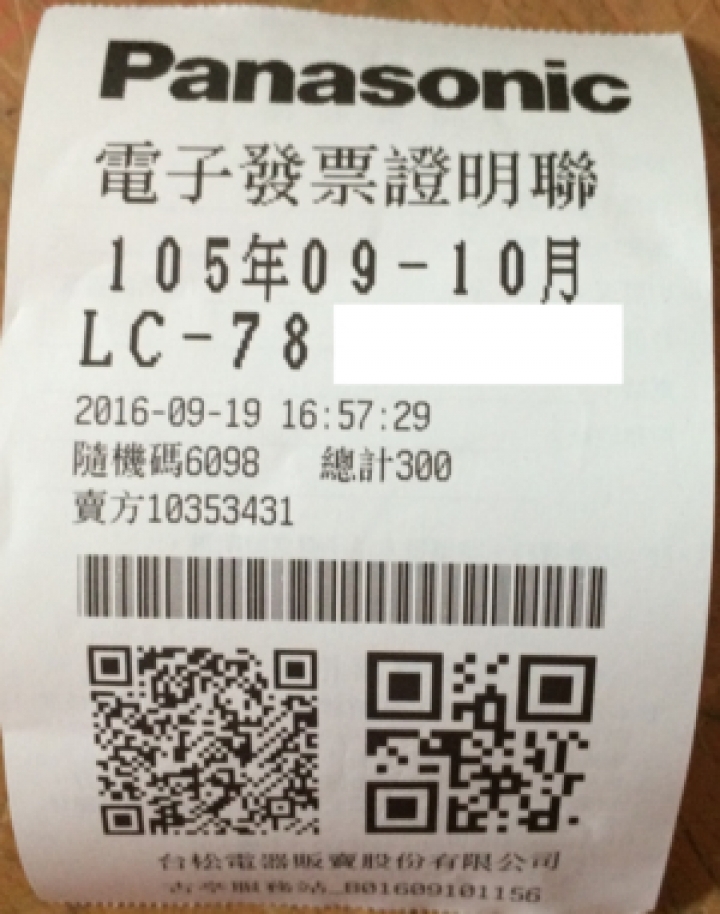 Panasonic
電子發票證明聯
105年09-10月
LC-78
2016-09-19 16:57:29
隨機碼6098 總計300
賣方10353431
台松電器販賣股份有限公司
B01609101156